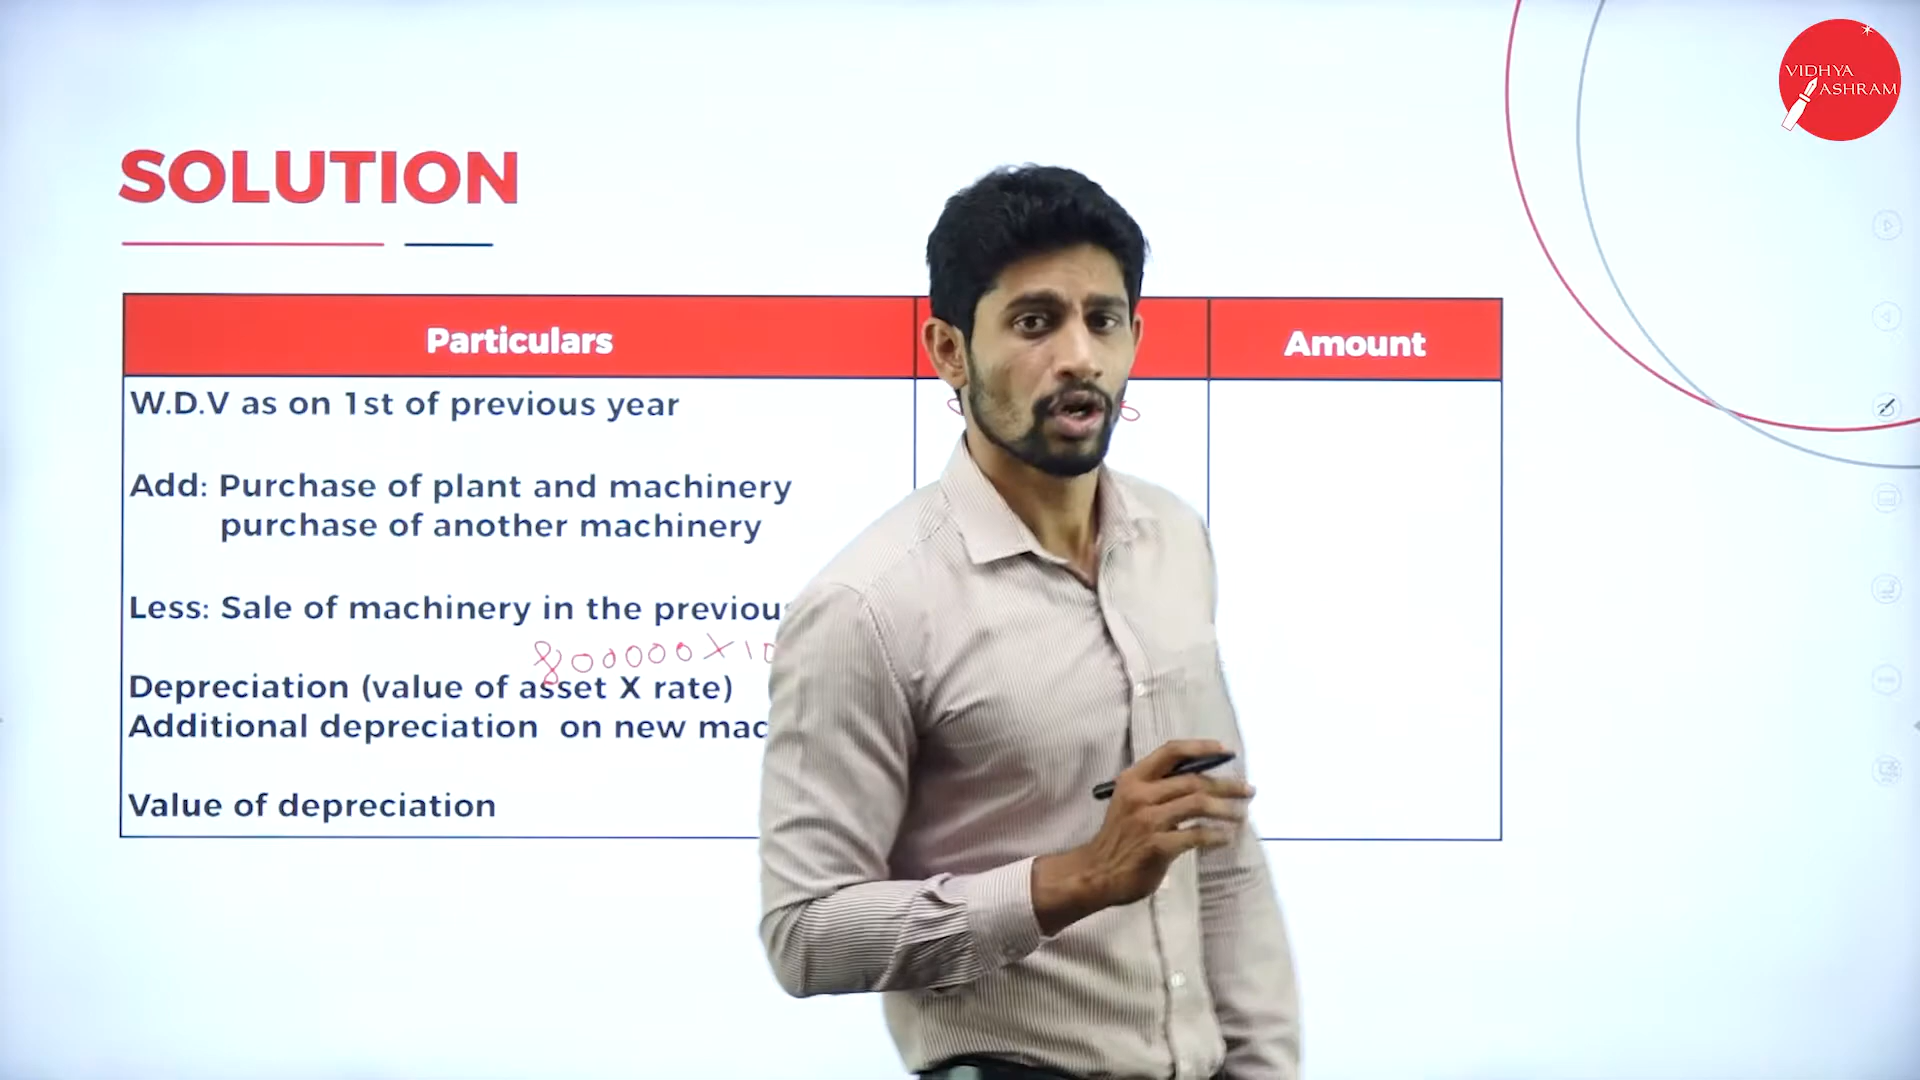 VIDHYA
ASHRAM
SOLUTION
Particulars
Amount
W.D.V as on 1st of previous year
Add: Purchase of plant and machinery
purchase of another machinery
Less: Sale of machinery in the previous
800000 X 10
Depreciation (value of asset X rate)
Additional depreciation on new mac
Value of depreciation